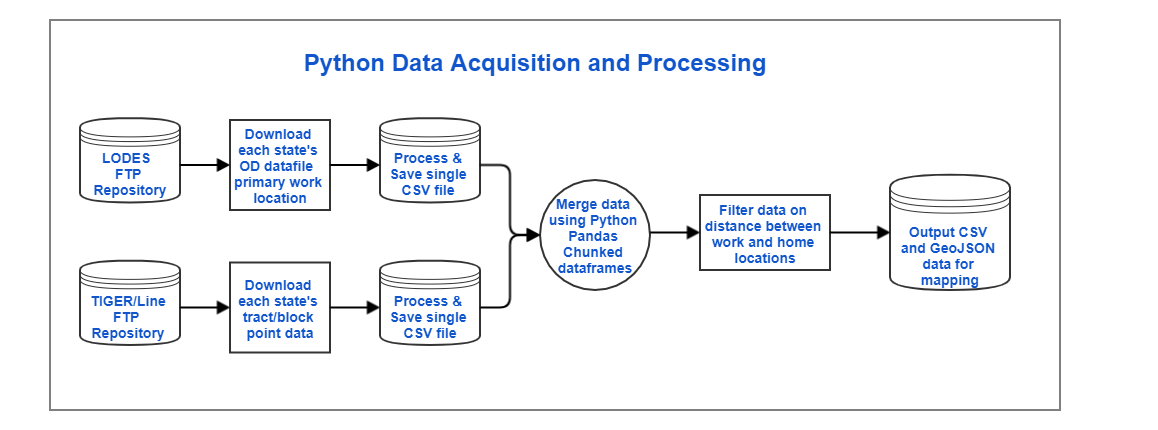 Python Data Acquisition and Processing
LODES
FTP
Repository
Download
each state's
OD datafile
primary work
location
Process &
Save single
CSV file
TIGER/Line
FTP
Repository
Download
each state's
tract/block
point data
Process &
Save single
CSV file
Merge data
using Python
Pandas
Chunked
dataframes
Filter data on
distance between
work and home
locations
Output CSV
and GeoJSON
data for
mapping